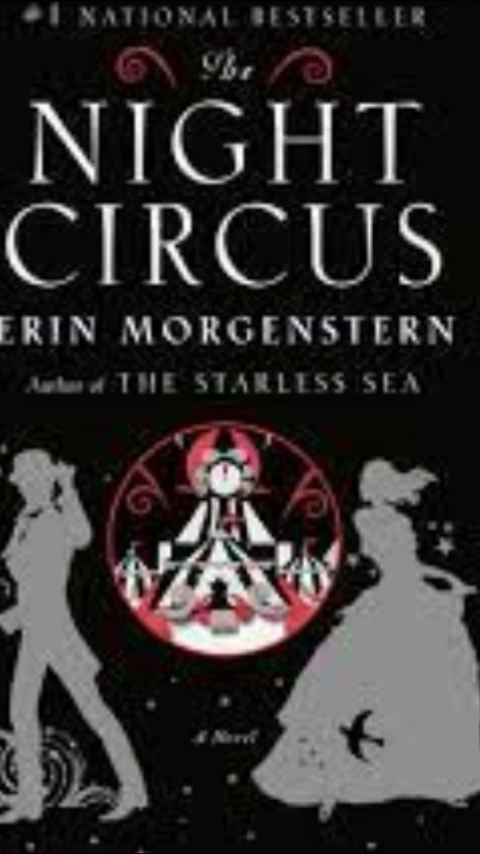 #1 NATIONAL BESTSELLER
The
NIGHT
CIRCUS
ERIN MORGENSTERN
Author of THE STARLESS SEA
A Novel